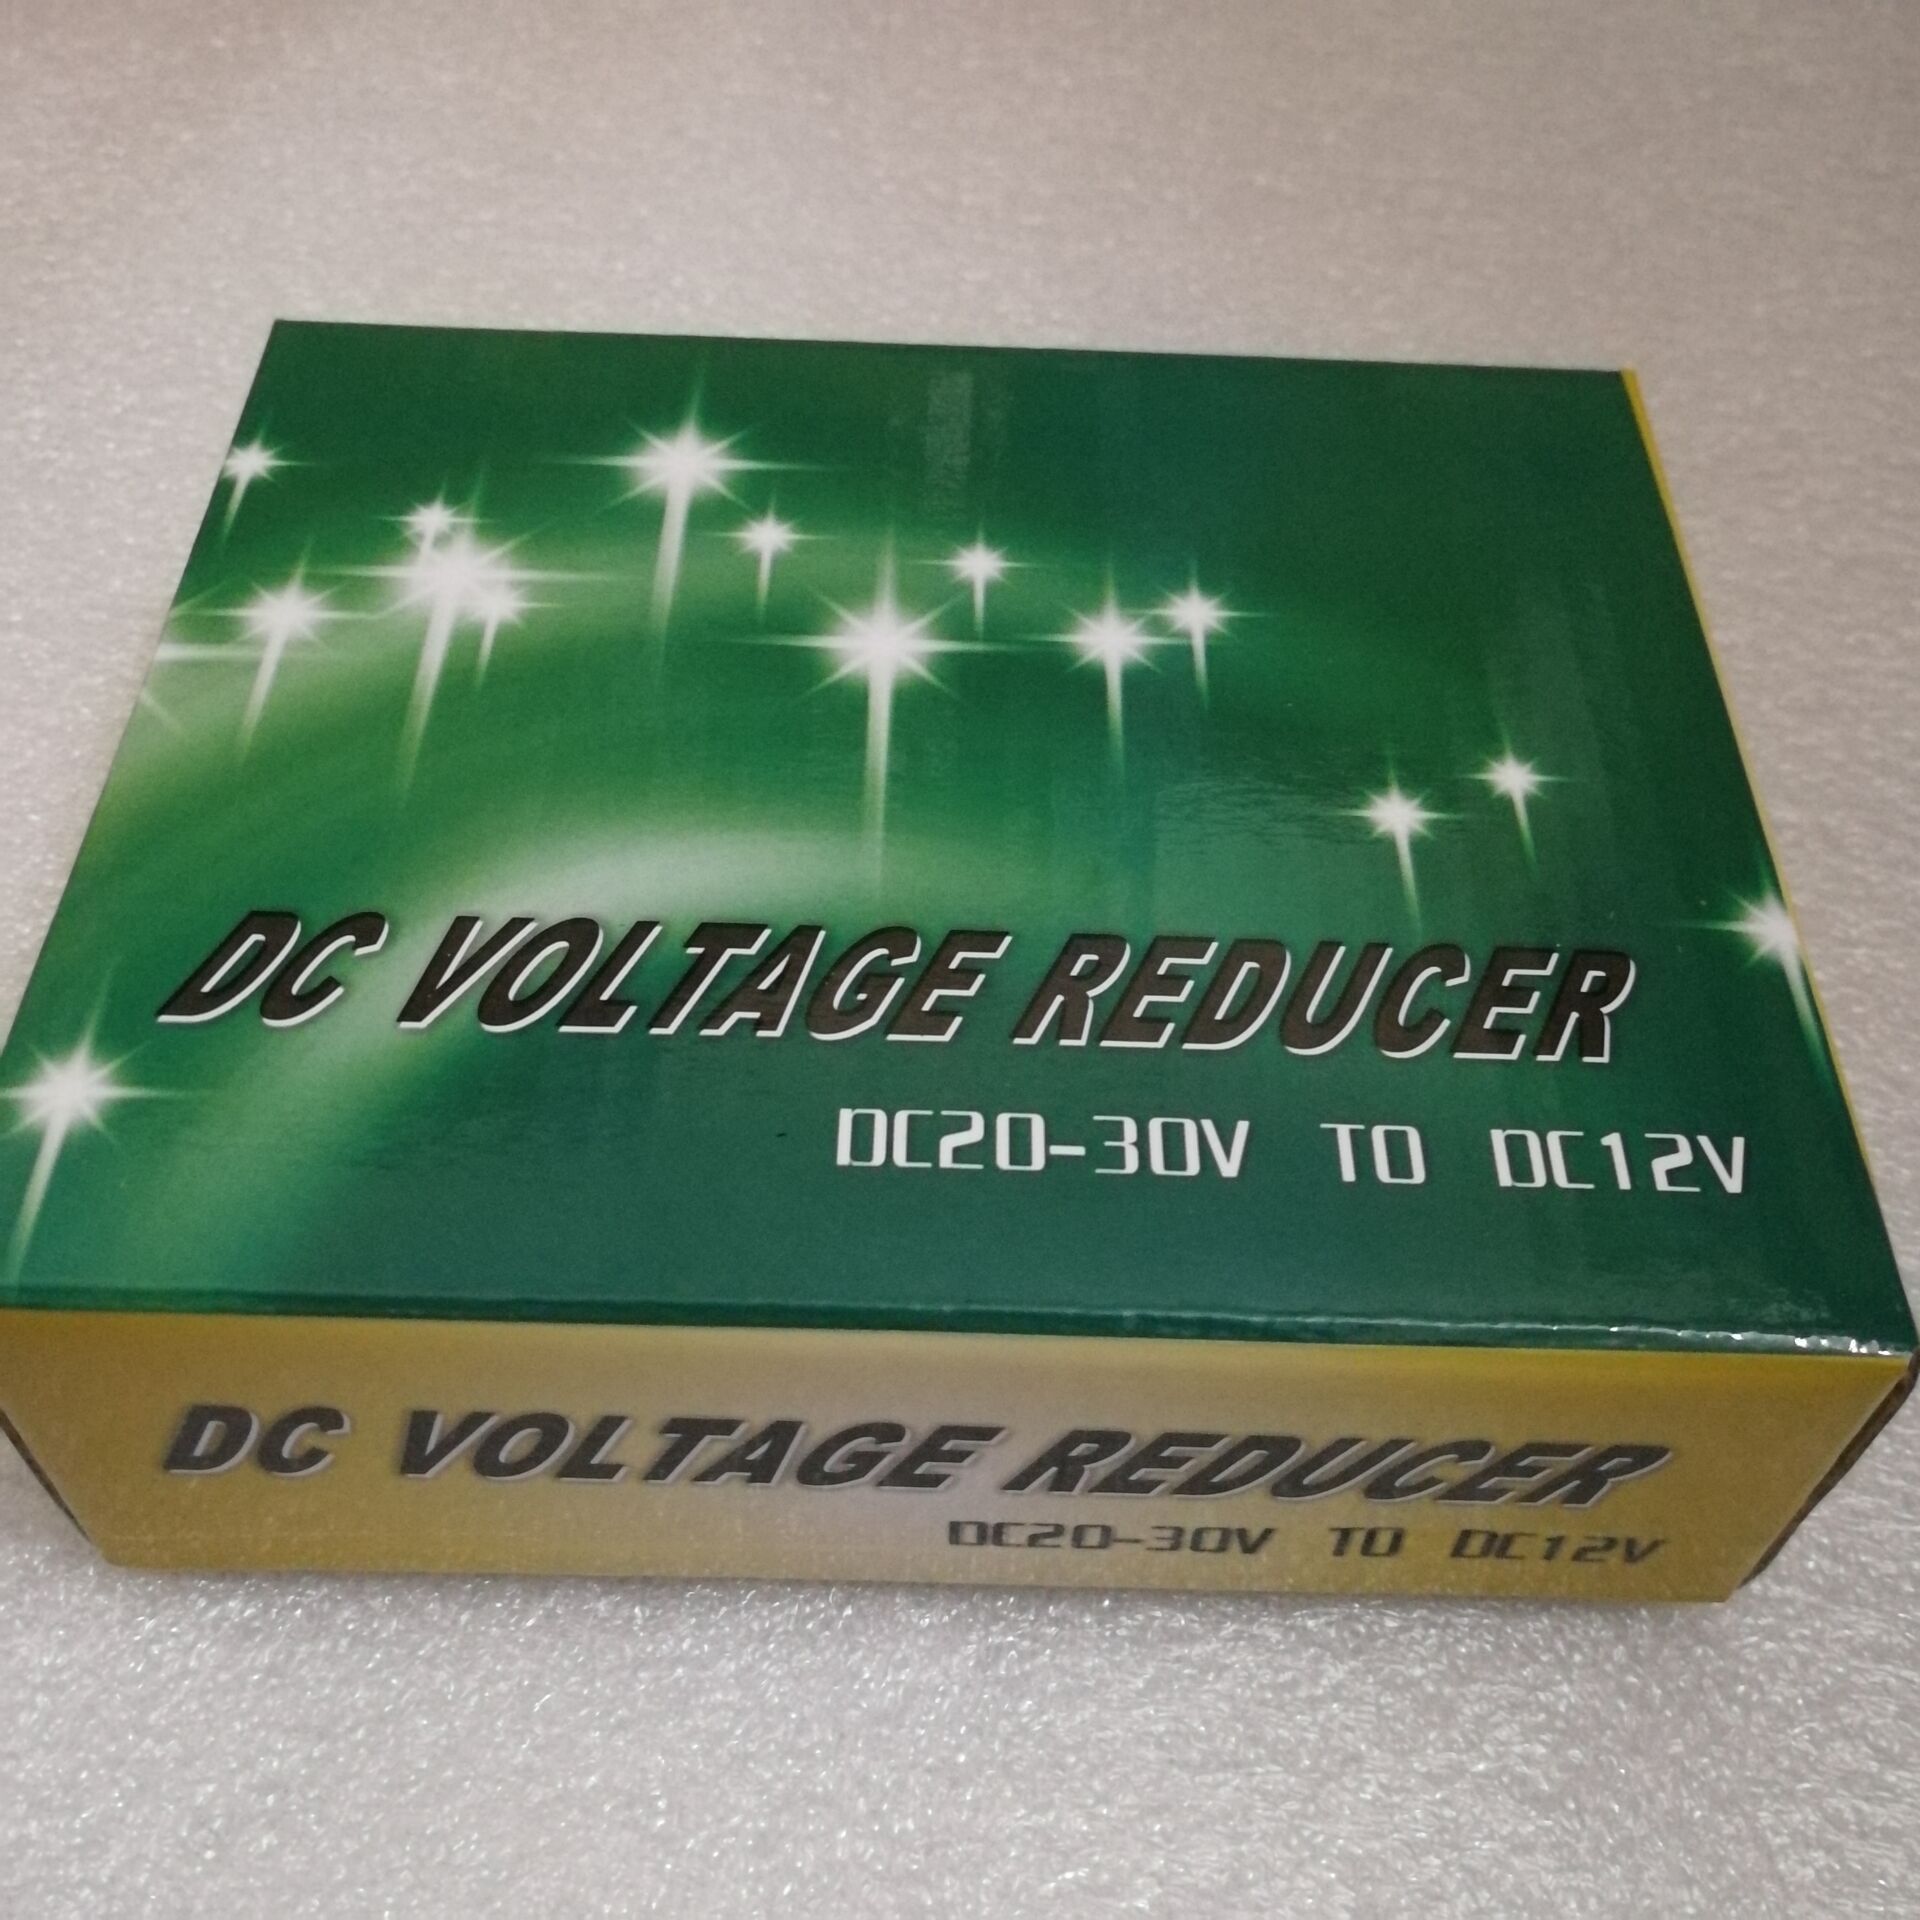 DC VOLTAGE REDUCER
DC20-30V TO DC12V
DC VOLTAGE REDUCER
DC20-30V TO DC12V